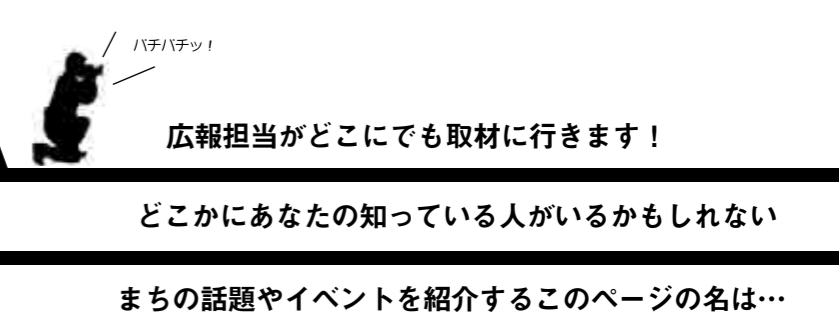 バチバチッ！
広報担当がどこにでも取材に行きます！
どこかにあなたの知っている人がいるかもしれない
まちの話題やイベントを紹介するこのページの名は…